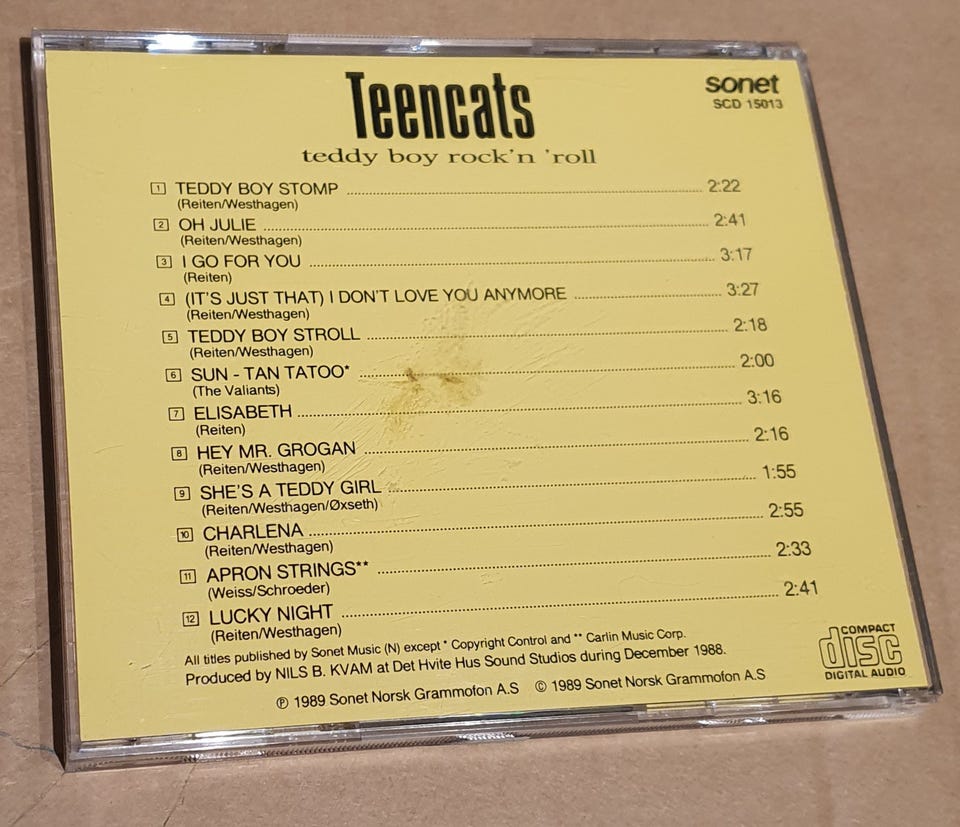 Teencats
teddy boy rock'n 'roll
sonet
SCD 15013
1 TEDDY BOY STOMP 2:22
(Reiten/Westhagen)
2 OH JULIE 2:41
(Reiten/Westhagen)
3 I GO FOR YOU 3:17
(Reiten)
4 (IT'S JUST THAT) I DON'T LOVE YOU ANYMORE 3:27
(Reiten/Westhagen)
5 TEDDY BOY STROLL 2:18
(Reiten/Westhagen)
6 SUN - TAN TATOO* 2:00
(The Valiants)
7 ELISABETH 3:16
(Reiten)
8 HEY MR. GROGAN 2:16
(Reiten/Westhagen)
9 SHE'S A TEDDY GIRL 1:55
(Reiten/Westhagen/Øxseth)
10 CHARLENA 2:55
(Reiten/Westhagen)
11 APRON STRINGS** 2:33
(Weiss/Schroeder)
12 LUCKY NIGHT 2:41
(Reiten/Westhagen)
All titles published by Sonet Music (N) except * Copyright Control and ** Carlin Music Corp.
Produced by NILS B. KVAM at Det Hvite Hus Sound Studios during December 1988.
℗ 1989 Sonet Norsk Grammofon A.S © 1989 Sonet Norsk Grammofon A.S
COMPACT
disc
DIGITAL AUDIO